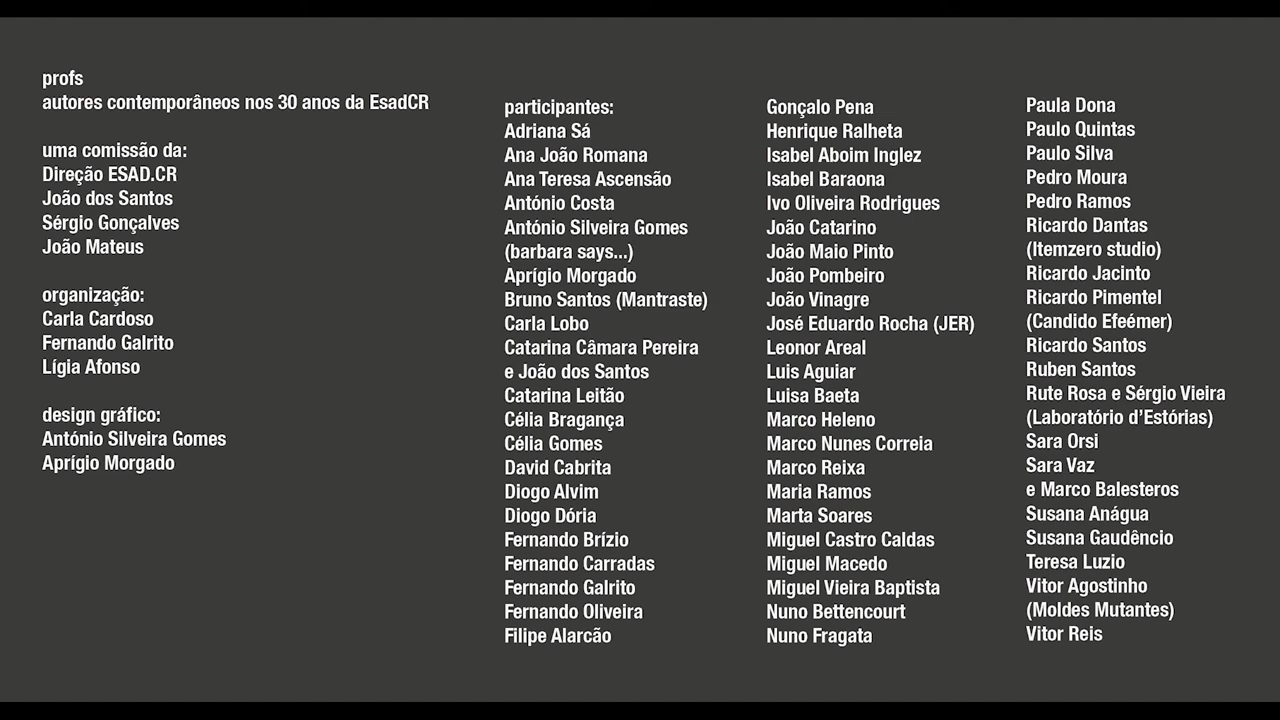 profs
autores contemporâneos nos 30 anos da EsadCR
uma comissão da:
Direção ESAD.CR
João dos Santos
Sérgio Gonçalves
João Mateus
organização:
Carla Cardoso
Fernando Galrito
Lígia Afonso
design gráfico:
António Silveira Gomes
Aprígio Morgado
participantes:
Adriana Sá
Ana João Romana
Ana Teresa Ascensão
António Costa
António Silveira Gomes
(barbara says...)
Aprígio Morgado
Bruno Santos (Mantraste)
Carla Lobo
Catarina Câmara Pereira
e João dos Santos
Catarina Leitão
Célia Bragança
Célia Gomes
David Cabrita
Diogo Alvim
Diogo Dória
Fernando Brízio
Fernando Carradas
Fernando Galrito
Fernando Oliveira
Filipe Alarcão
Gonçalo Pena
Henrique Ralheta
Isabel Aboim Inglez
Isabel Baraona
Ivo Oliveira Rodrigues
João Catarino
João Maio Pinto
João Pombeiro
João Vinagre
José Eduardo Rocha (JER)
Leonor Areal
Luis Aguiar
Luisa Baeta
Marco Heleno
Marco Nunes Correia
Marco Reixa
Maria Ramos
Marta Soares
Miguel Castro Caldas
Miguel Macedo
Miguel Vieira Baptista
Nuno Bettencourt
Nuno Fragata
Paula Dona
Paulo Quintas
Paulo Silva
Pedro Moura
Pedro Ramos
Ricardo Dantas
(Itemzero studio)
Ricardo Jacinto
Ricardo Pimentel
(Candido Efeémer)
Ricardo Santos
Ruben Santos
Rute Rosa e Sérgio Vieira
(Laboratório d’Estórias)
Sara Orsi
Sara Vaz
e Marco Balesteros
Susana Anágua
Susana Gaudêncio
Teresa Luzio
Vitor Agostinho
(Moldes Mutantes)
Vitor Reis